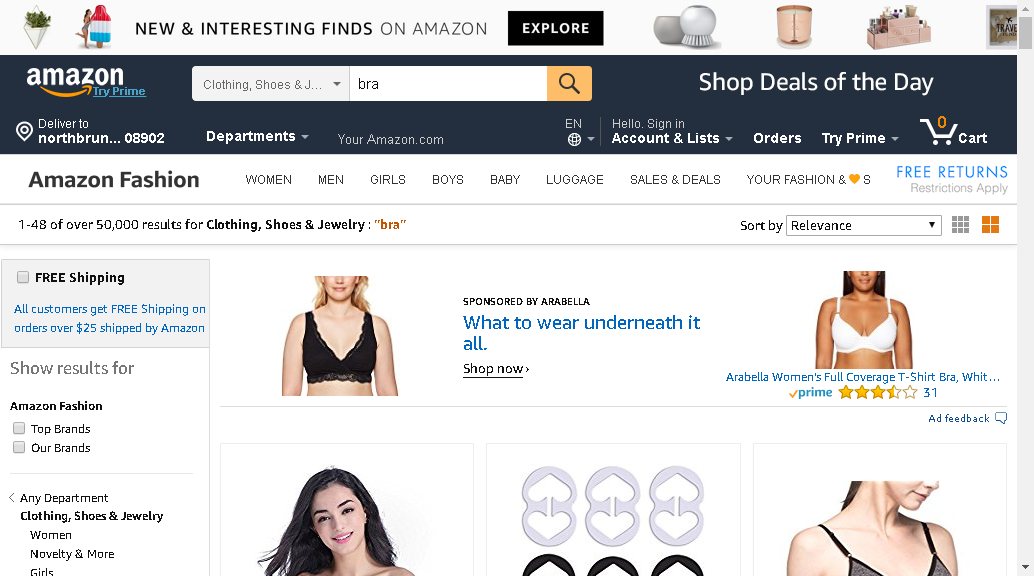 NEW & INTERESTING FINDS ON AMAZON
EXPLORE
TRAVE
amazon
Try Prime
Clothing, Shoes & J...
bra
Shop Deals of the Day
Deliver to
northbrun... 08902
Departments
Your Amazon.com
EN
Hello. Sign in
Account & Lists
Orders
Try Prime
0
Cart
Amazon Fashion
WOMEN
MEN
GIRLS
BOYS
BABY
LUGGAGE
SALES & DEALS
YOUR FASHION & 🧡 S
FREE RETURNS
Restrictions Apply
1-48 of over 50,000 results for Clothing, Shoes & Jewelry : "bra"
Sort by Relevance
FREE Shipping
All customers get FREE Shipping on
orders over $25 shipped by Amazon
Show results for
Amazon Fashion
Top Brands
Our Brands
Any Department
Clothing, Shoes & Jewelry
Women
Novelty & More
Girls
SPONSORED BY ARABELLA
What to wear underneath it
all.
Shop now ›
Arabella Women's Full Coverage T-Shirt Bra, Whit...
prime
31
Ad feedback